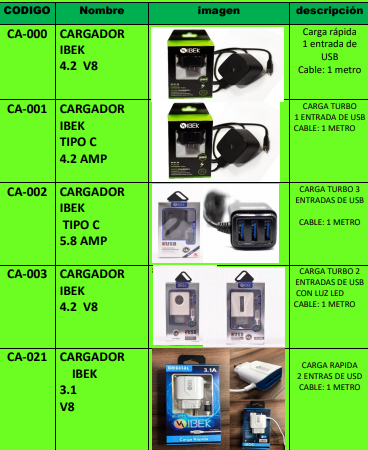 CODIGO Nombre imagen descripción
CA-000
CARGADOR
IBEK
4.2 V8
IBEK
Carga rápida
1 entrada de
USB
Cable: 1 metro
CA-001
CARGADOR
IBEK
TIPO C
4.2 AMP
IBEK
CARGA TURBO
1 ENTRADA DE USB
CABLE: 1 METRO
CA-002
CARGADOR
IBEK
TIPO C
5.8 AMP
CARGA TURBO 3
ENTRADAS DE USB
CABLE: 1 METRO
CA-003
CARGADOR
IBEK
4.2 V8
CARGA TURBO 2
ENTRADAS DE USB
CON LUZ LED
CABLE: 1 METRO
CA-021
CARGADOR
IBEK
3.1
V8
ORIGINAL
3.1A
IBEK
Carga Rapida
CARGA RAPIDA
2 ENTRAS DE USD
CABLE: 1 METRO